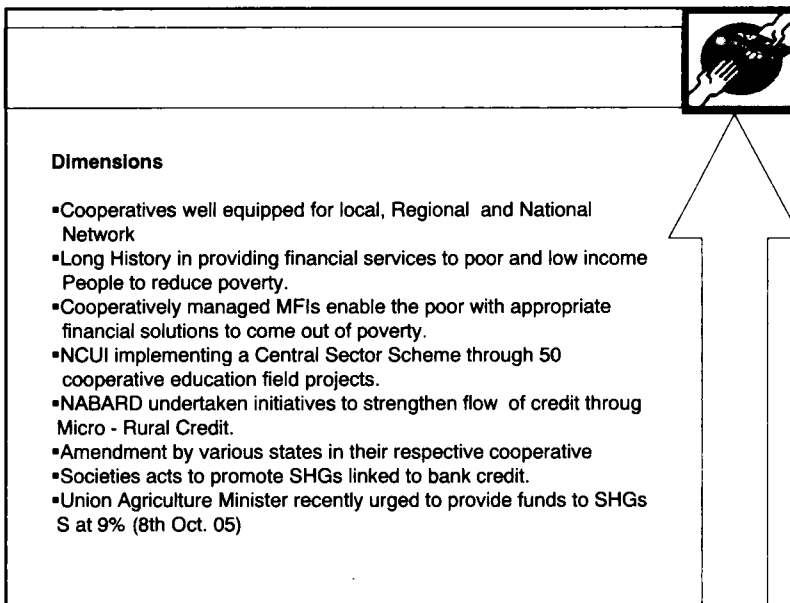 Dimensions
▪Cooperatives well equipped for local, Regional and National
Network
▪Long History in providing financial services to poor and low income
People to reduce poverty.
▪Cooperatively managed MFIs enable the poor with appropriate
financial solutions to come out of poverty.
▪NCUI implementing a Central Sector Scheme through 50
cooperative education field projects.
▪NABARD undertaken initiatives to strengthen flow of credit throug
Micro - Rural Credit.
▪Amendment by various states in their respective cooperative
▪Societies acts to promote SHGs linked to bank credit.
▪Union Agriculture Minister recently urged to provide funds to SHGs
S at 9% (8th Oct. 05)